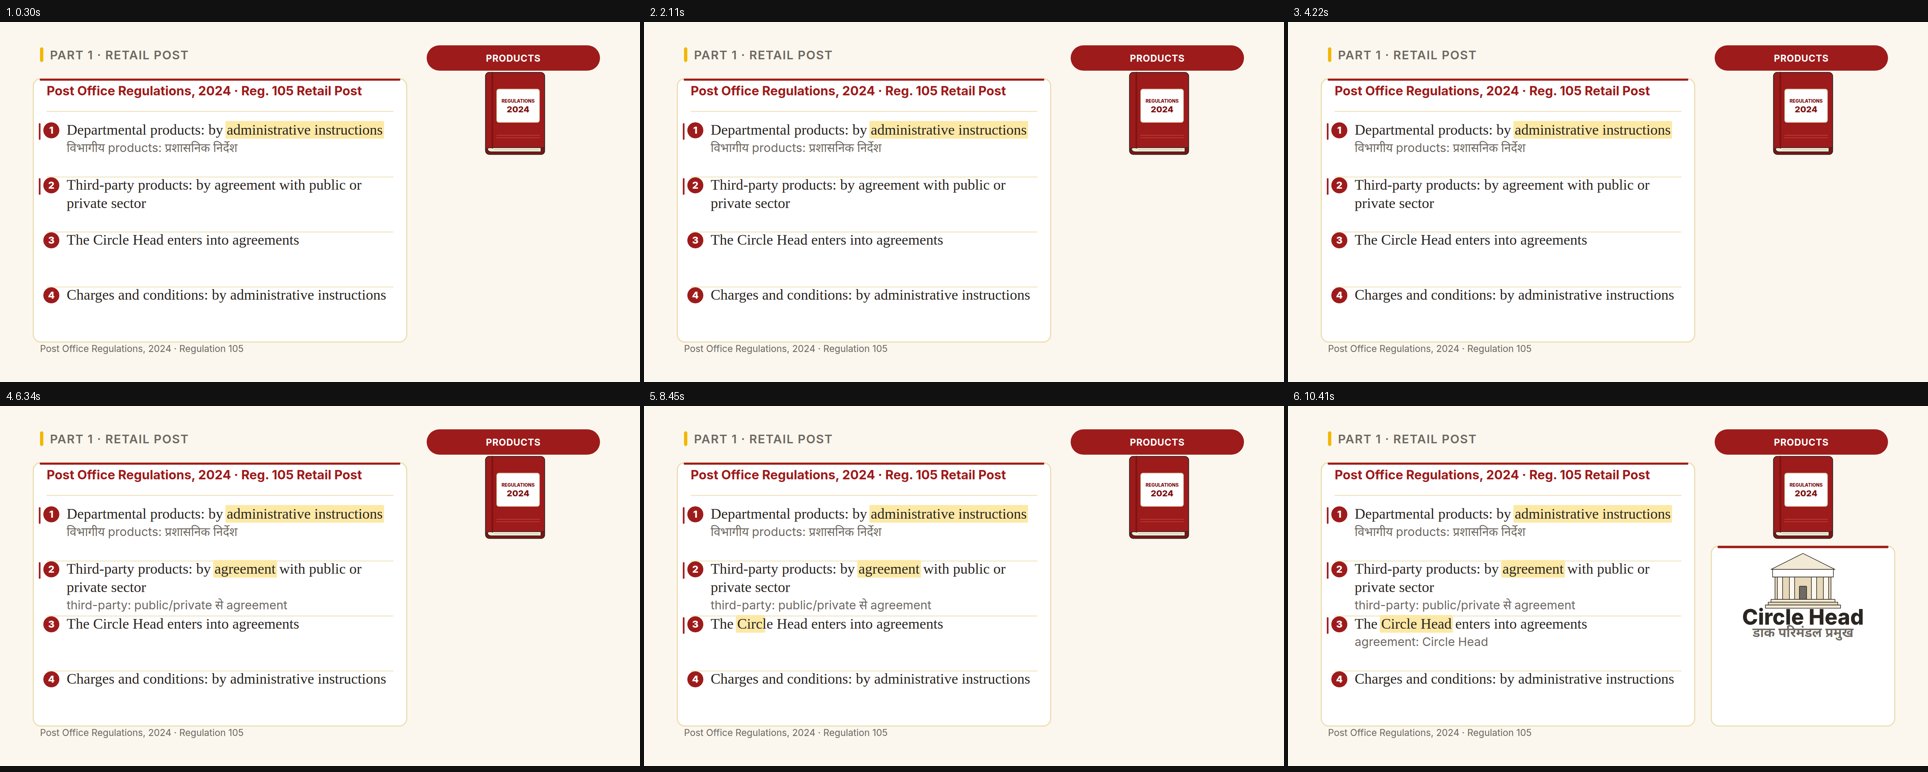 1. 0.30s
PART 1 · RETAIL POST
PRODUCTS
REGULATIONS
2024
Post Office Regulations, 2024 · Reg. 105 Retail Post
1 Departmental products: by administrative instructions
विभागीय products: प्रशासनिक निर्देश
2 Third-party products: by agreement with public or
private sector
3 The Circle Head enters into agreements
4 Charges and conditions: by administrative instructions
Post Office Regulations, 2024 · Regulation 105
2. 2.11s
PART 1 · RETAIL POST
PRODUCTS
REGULATIONS
2024
Post Office Regulations, 2024 · Reg. 105 Retail Post
1 Departmental products: by administrative instructions
विभागीय products: प्रशासनिक निर्देश
2 Third-party products: by agreement with public or
private sector
3 The Circle Head enters into agreements
4 Charges and conditions: by administrative instructions
Post Office Regulations, 2024 · Regulation 105
3. 4.22s
PART 1 · RETAIL POST
PRODUCTS
REGULATIONS
2024
Post Office Regulations, 2024 · Reg. 105 Retail Post
1 Departmental products: by administrative instructions
विभागीय products: प्रशासनिक निर्देश
2 Third-party products: by agreement with public or
private sector
3 The Circle Head enters into agreements
4 Charges and conditions: by administrative instructions
Post Office Regulations, 2024 · Regulation 105
4. 6.34s
PART 1 · RETAIL POST
PRODUCTS
REGULATIONS
2024
Post Office Regulations, 2024 · Reg. 105 Retail Post
1 Departmental products: by administrative instructions
विभागीय products: प्रशासनिक निर्देश
2 Third-party products: by agreement with public or
private sector
third-party: public/private से agreement
3 The Circle Head enters into agreements
4 Charges and conditions: by administrative instructions
Post Office Regulations, 2024 · Regulation 105
5. 8.45s
PART 1 · RETAIL POST
PRODUCTS
REGULATIONS
2024
Post Office Regulations, 2024 · Reg. 105 Retail Post
1 Departmental products: by administrative instructions
विभागीय products: प्रशासनिक निर्देश
2 Third-party products: by agreement with public or
private sector
third-party: public/private से agreement
3 The Circle Head enters into agreements
4 Charges and conditions: by administrative instructions
Post Office Regulations, 2024 · Regulation 105
6. 10.41s
PART 1 · RETAIL POST
PRODUCTS
REGULATIONS
2024
Post Office Regulations, 2024 · Reg. 105 Retail Post
1 Departmental products: by administrative instructions
विभागीय products: प्रशासनिक निर्देश
2 Third-party products: by agreement with public or
private sector
third-party: public/private से agreement
3 The Circle Head enters into agreements
agreement: Circle Head
4 Charges and conditions: by administrative instructions
Circle Head
डाक परिमंडल प्रमुख
Post Office Regulations, 2024 · Regulation 105